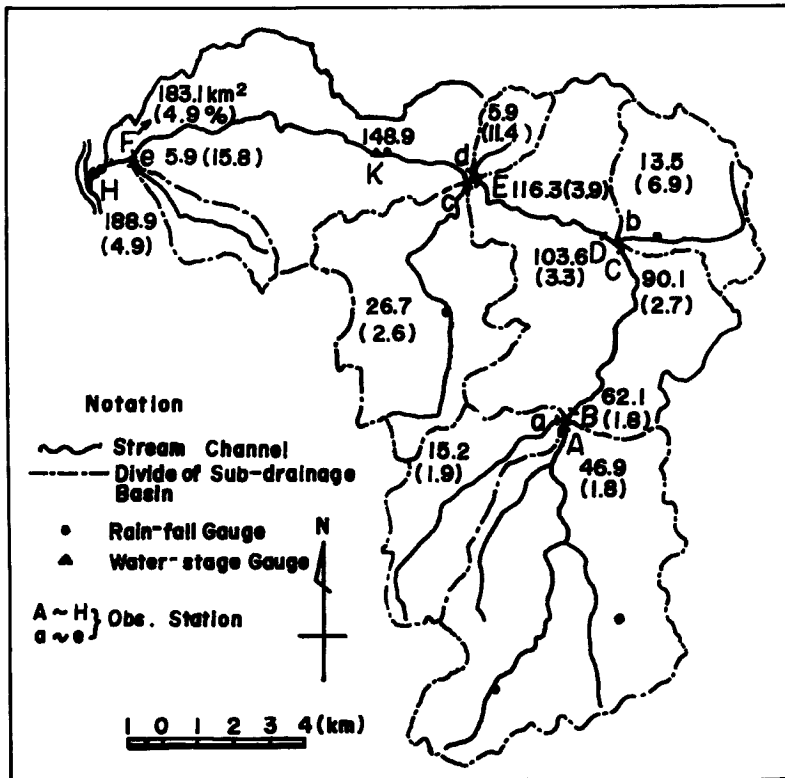 183.1 km²
(4.9 %)
F
e
5.9 (15.8)
H
188.9
(4.9)
148.9
K
d
5.9
(11.4)
c
E
116.3 (3.9)
13.5
(6.9)
b
D
C
103.6
(3.3)
90.1
(2.7)
26.7
(2.6)
62.1
(1.8)
a
B
A
15.2
(1.9)
46.9
(1.8)
Notation
Stream Channel
Divide of Sub-drainage
Basin
Rain-fall Gauge
Water-stage Gauge
A ~ H
a ~ e } Obs. Station
N
1 0 1 2 3 4 (km)